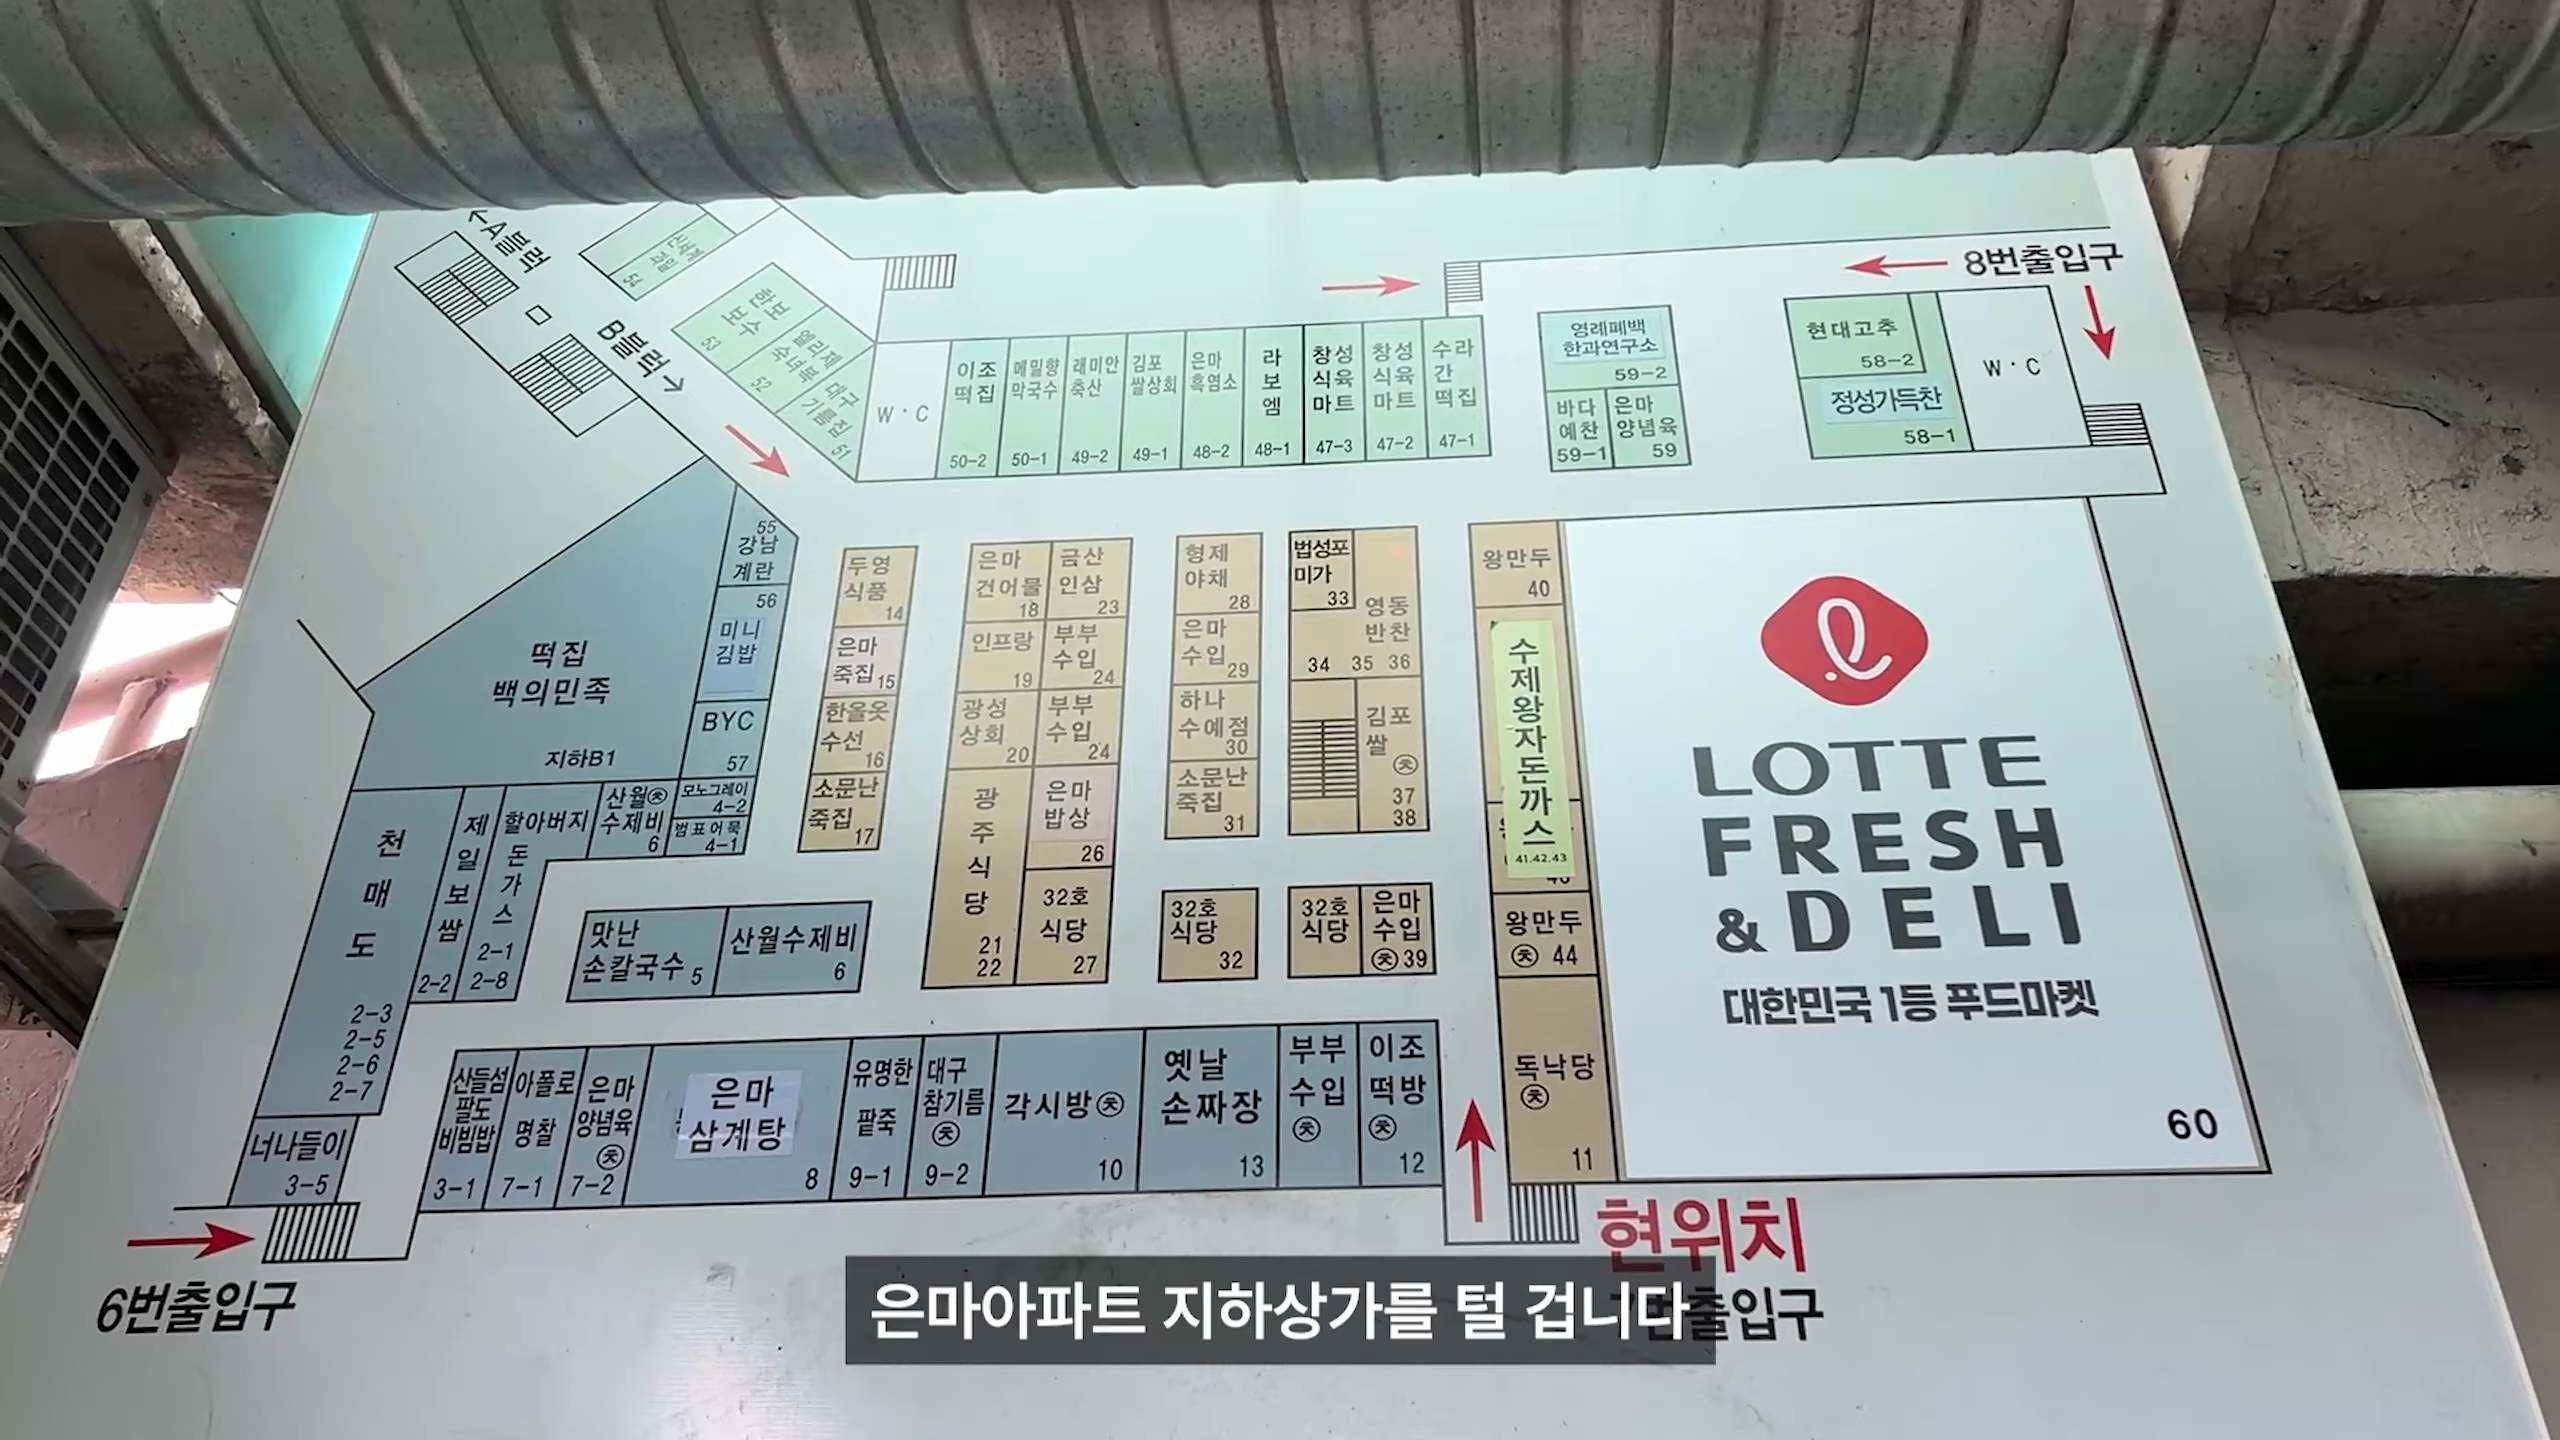 ←A블럭
B블럭→
54
한보
보수
53
엘리제
숙녀복
52
대구
기름집
51
W·C
이조
떡집
50-2
메밀향
막국수
50-1
래미안
축산
49-2
김포
쌀상회
49-1
은마
흑염소
48-2
라
보
엠
48-1
창성
식육
마트
47-3
창성
식육
마트
47-2
수라
간
떡집
47-1
영례폐백
한과연구소
59-2
바다
예찬
59-1
은마
양념육
59
8번출입구
현대고추
58-2
정성가득찬
58-1
W·C
떡집
백의민족
지하B1
55
강남
계란
56
미니
김밥
BYC
57
모노그레이
4-2
범표어묵
4-1
천
매
도
2-3
2-5
2-6
2-7
제
일
보
쌈
2-2
할아버지
돈
가
스
2-1
2-8
산월㊋
수제비
6
맛난
손칼국수 5
산월수제비
6
너나들이
3-5
두영
식품
14
은마
죽집 15
한올옷
수선
16
소문난
죽집
17
은마
건어물
18
금산
인삼
23
인프랑
19
부부
수입
24
광성
상회
20
부부
수입
24
광
주
식
당
21
22
은마
밥상
26
32호
식당
27
형제
야채
28
은마
수입
29
하나
수예점
30
소문난
죽집
31
32호
식당
32
법성포
미가
33
영동
반찬
34 35 36
김포
쌀
37
38
32호
식당
은마
수입
39
왕만두
40
수
제
왕
자
돈
까
스
41.42.43
왕만두
44
독낙당
11
LOTTE
FRESH
& DELI
대한민국 1등 푸드마켓
60
산들섬
팥도
비빔밥
3-1
아폴로
명찰
7-1
은마
양념육
7-2
은마
삼계탕
8
유명한
팥죽
9-1
대구
참기름
9-2
각시방
10
옛날
손짜장
13
부부
수입
이조
떡방
12
6번출입구
현위치
7번출입구
은마아파트 지하상가를 털 겁니다